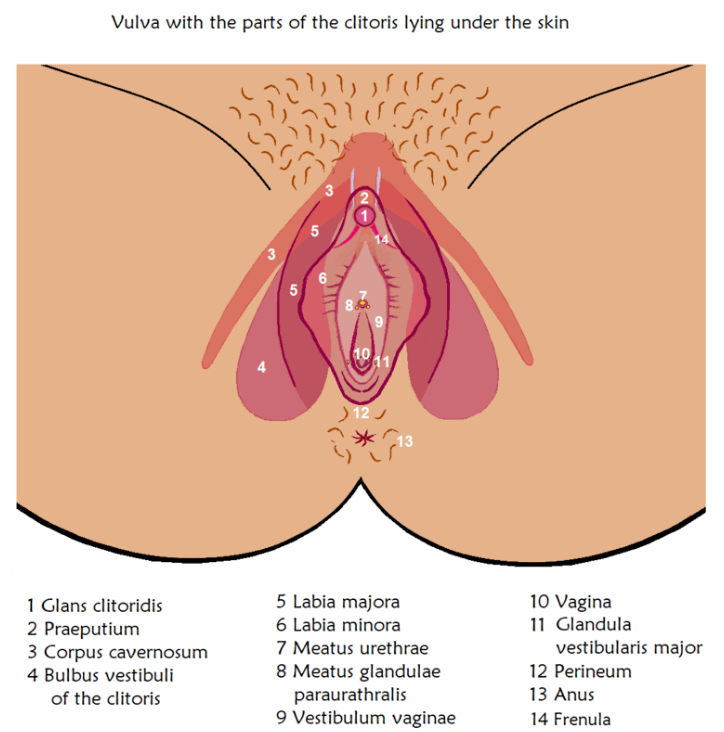 Vulva with the parts of the clitoris lying under the skin
3
2
1
5
14
3
6
5
7
8
9
10
11
4
12
13
1 Glans clitoridis
2 Praeputium
3 Corpus cavernosum
4 Bulbus vestibuli
of the clitoris
5 Labia majora
6 Labia minora
7 Meatus urethrae
8 Meatus glandulae
paraurathralis
9 Vestibulum vaginae
10 Vagina
11 Glandula
vestibularis major
12 Perineum
13 Anus
14 Frenula